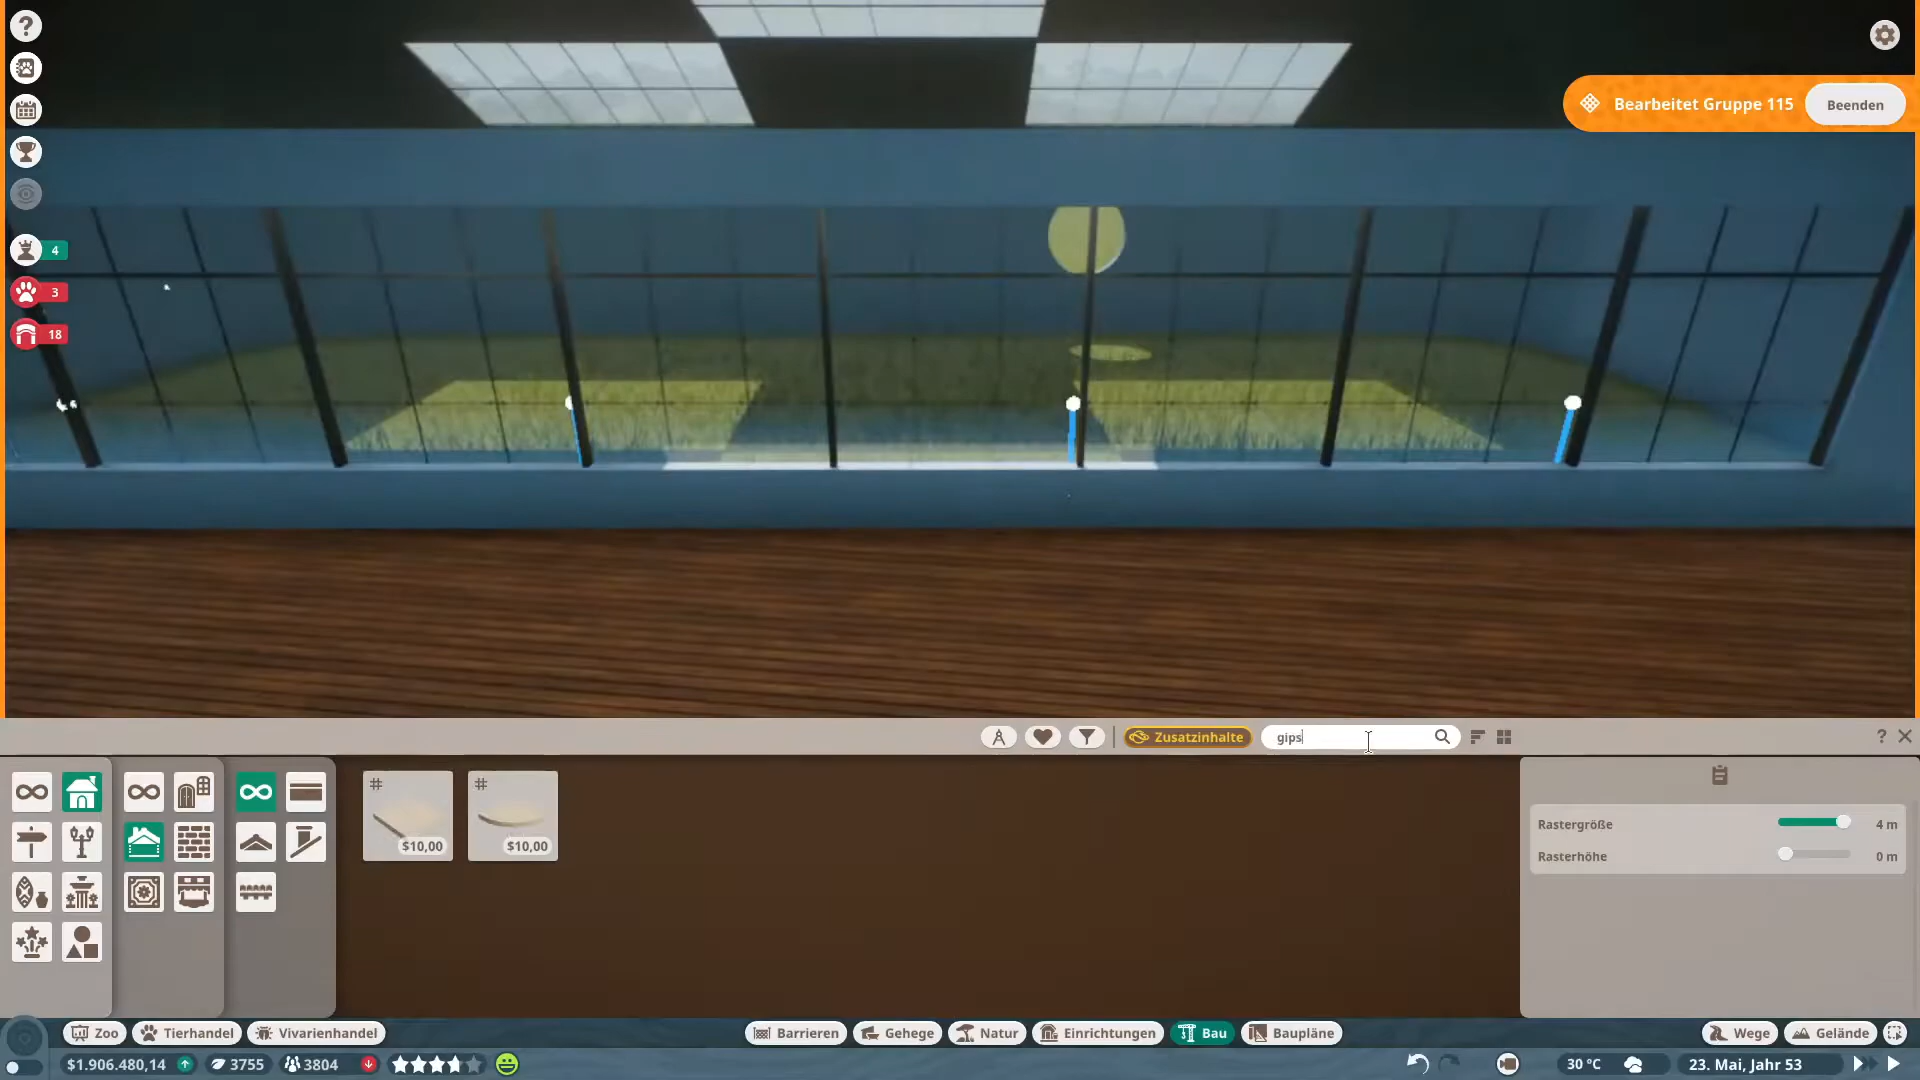 ?
Bearbeitet Gruppe 115
Beenden
4
3
18
Zusatzinhalte
gips
?
#
$10,00
#
$10,00
Rastergröße
4 m
Rasterhöhe
0 m
Zoo
Tierhandel
Vivarienhandel
Barrieren
Gehege
Natur
Einrichtungen
Bau
Baupläne
Wege
Gelände
$1.906.480,14
3755
3804
30 °C
23. Mai, Jahr 53